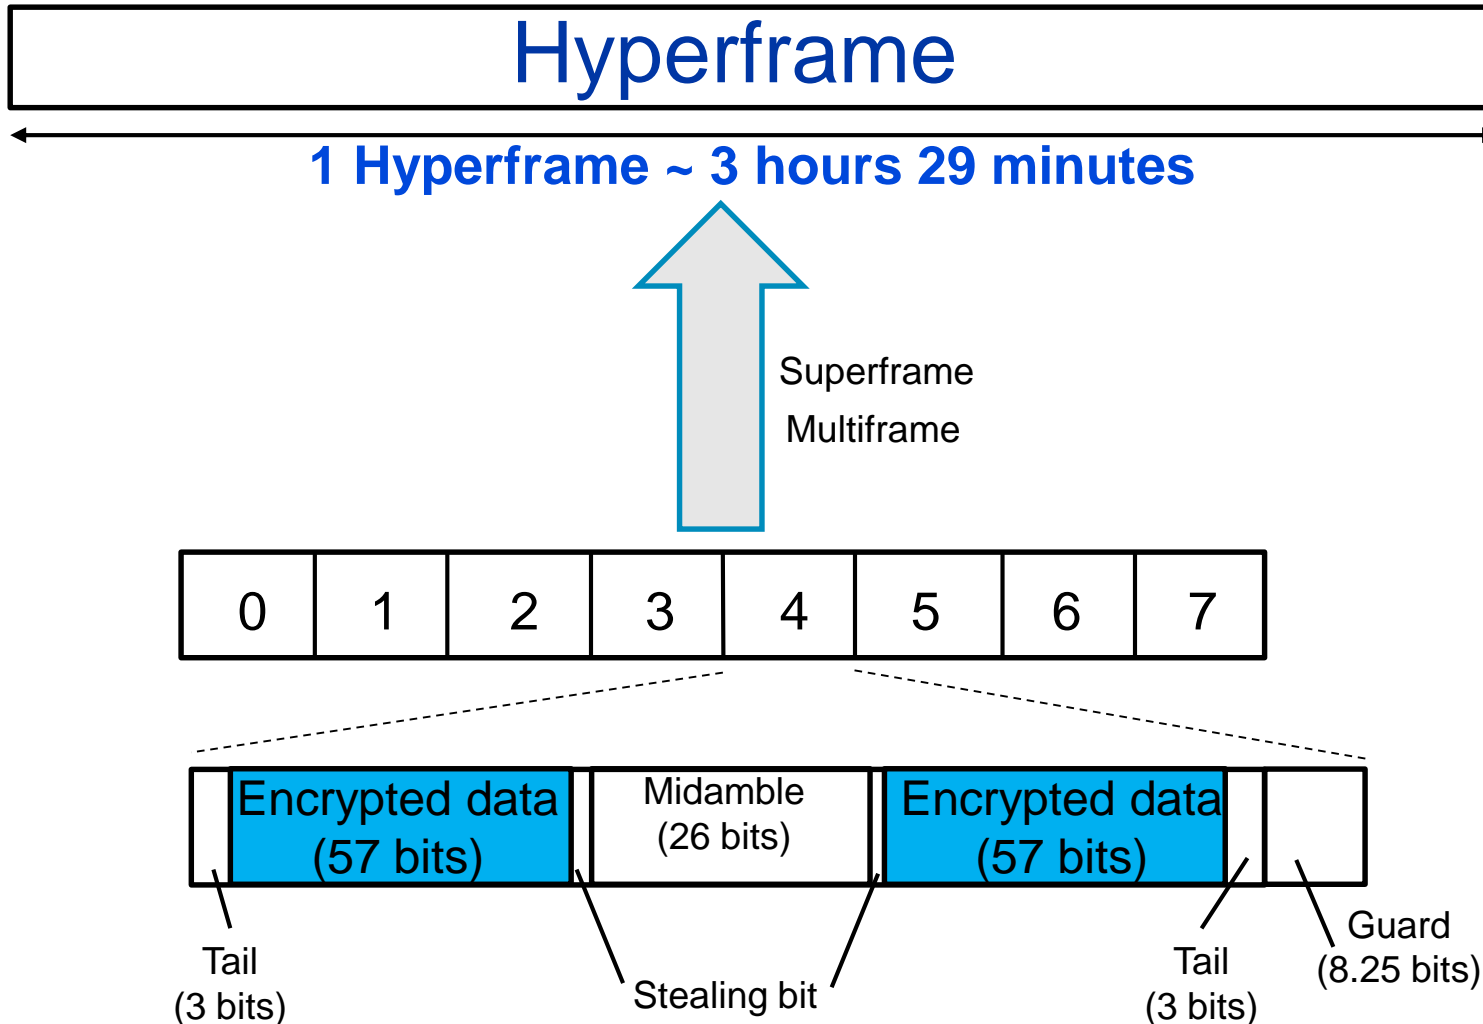 Hyperframe
1 Hyperframe ~ 3 hours 29 minutes
Superframe
Multiframe
0 1 2 3 4 5 6 7
Encrypted data
(57 bits)
Midamble
(26 bits)
Encrypted data
(57 bits)
Tail
(3 bits)
Stealing bit
Tail
(3 bits)
Guard
(8.25 bits)